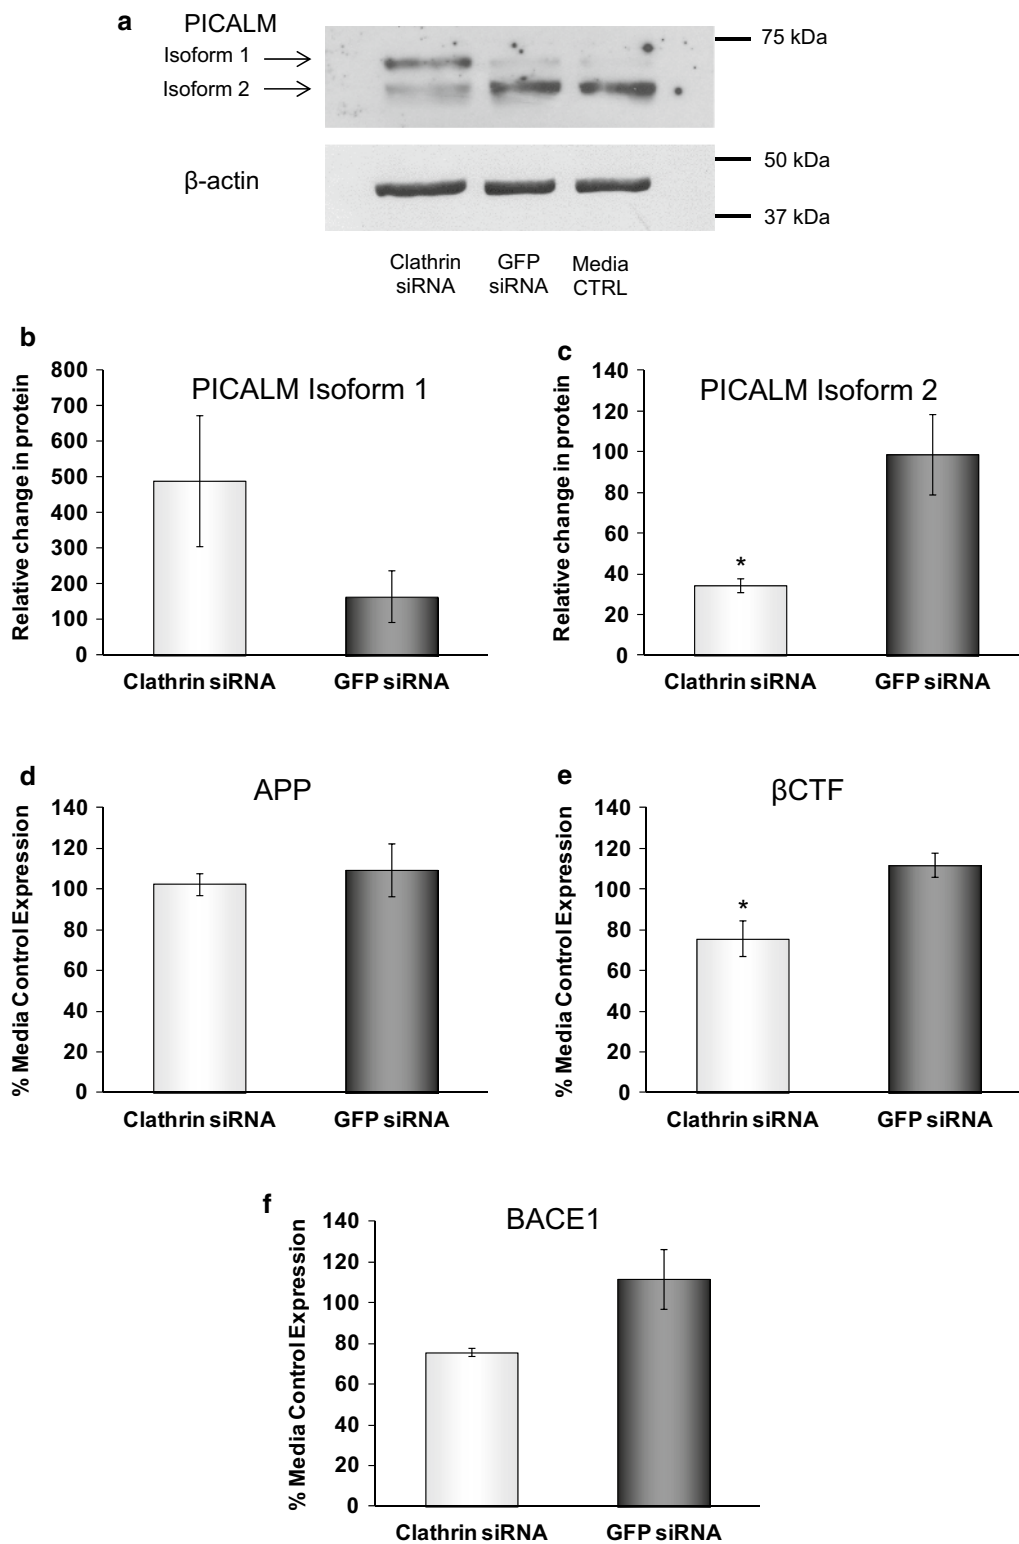 a
PICALM
Isoform 1
Isoform 2
75 kDa
β-actin
50 kDa
37 kDa
Clathrin
siRNA
GFP
siRNA
Media
CTRL
b
PICALM Isoform 1
Relative change in protein
800
700
600
500
400
300
200
100
0
Clathrin siRNA
GFP siRNA
c
PICALM Isoform 2
Relative change in protein
140
120
100
80
60
40
20
0
*
Clathrin siRNA
GFP siRNA
d
APP
% Media Control Expression
140
120
100
80
60
40
20
0
Clathrin siRNA
GFP siRNA
e
βCTF
% Media Control Expression
140
120
100
80
60
40
20
0
*
Clathrin siRNA
GFP siRNA
f
BACE1
% Media Control Expression
140
120
100
80
60
40
20
0
Clathrin siRNA
GFP siRNA